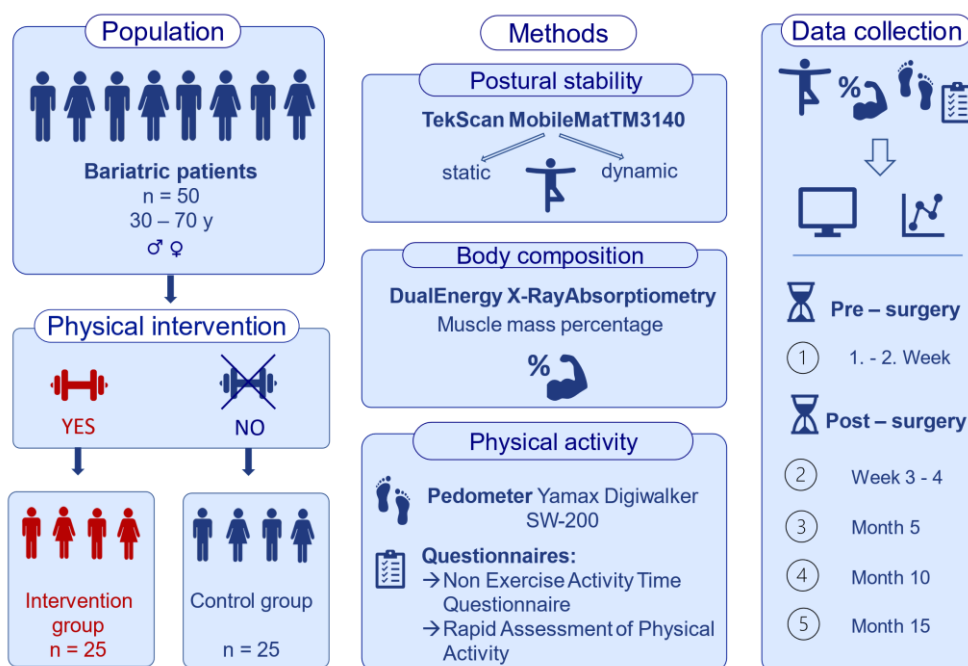 Population
Bariatric patients
n = 50
30 – 70 y
♂ ♀
Physical intervention
YES
NO
Intervention
group
n = 25
Control group
n = 25
Methods
Postural stability
TekScan MobileMatTM3140
static
dynamic
Body composition
DualEnergy X-RayAbsorptiometry
Muscle mass percentage
%
Physical activity
Pedometer Yamax Digiwalker
SW-200
Questionnaires:
→Non Exercise Activity Time
Questionnaire
→Rapid Assessment of Physical
Activity
Data collection
%
Pre – surgery
1 1. - 2. Week
Post – surgery
2 Week 3 - 4
3 Month 5
4 Month 10
5 Month 15